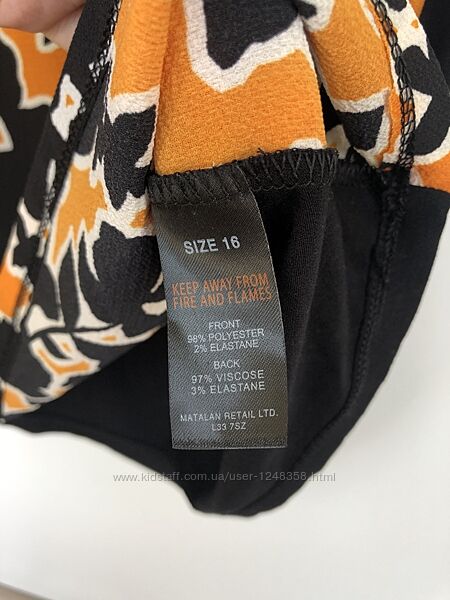 SIZE 16
KEEP AWAY FROM
FIRE AND FLAMES
FRONT
98% POLYESTER
2% ELASTANE
BACK
97% VISCOSE
3% ELASTANE
MATALAN RETAIL LTD.
L33 7SZ
www.kidstaff.com.ua/user-1248358.html